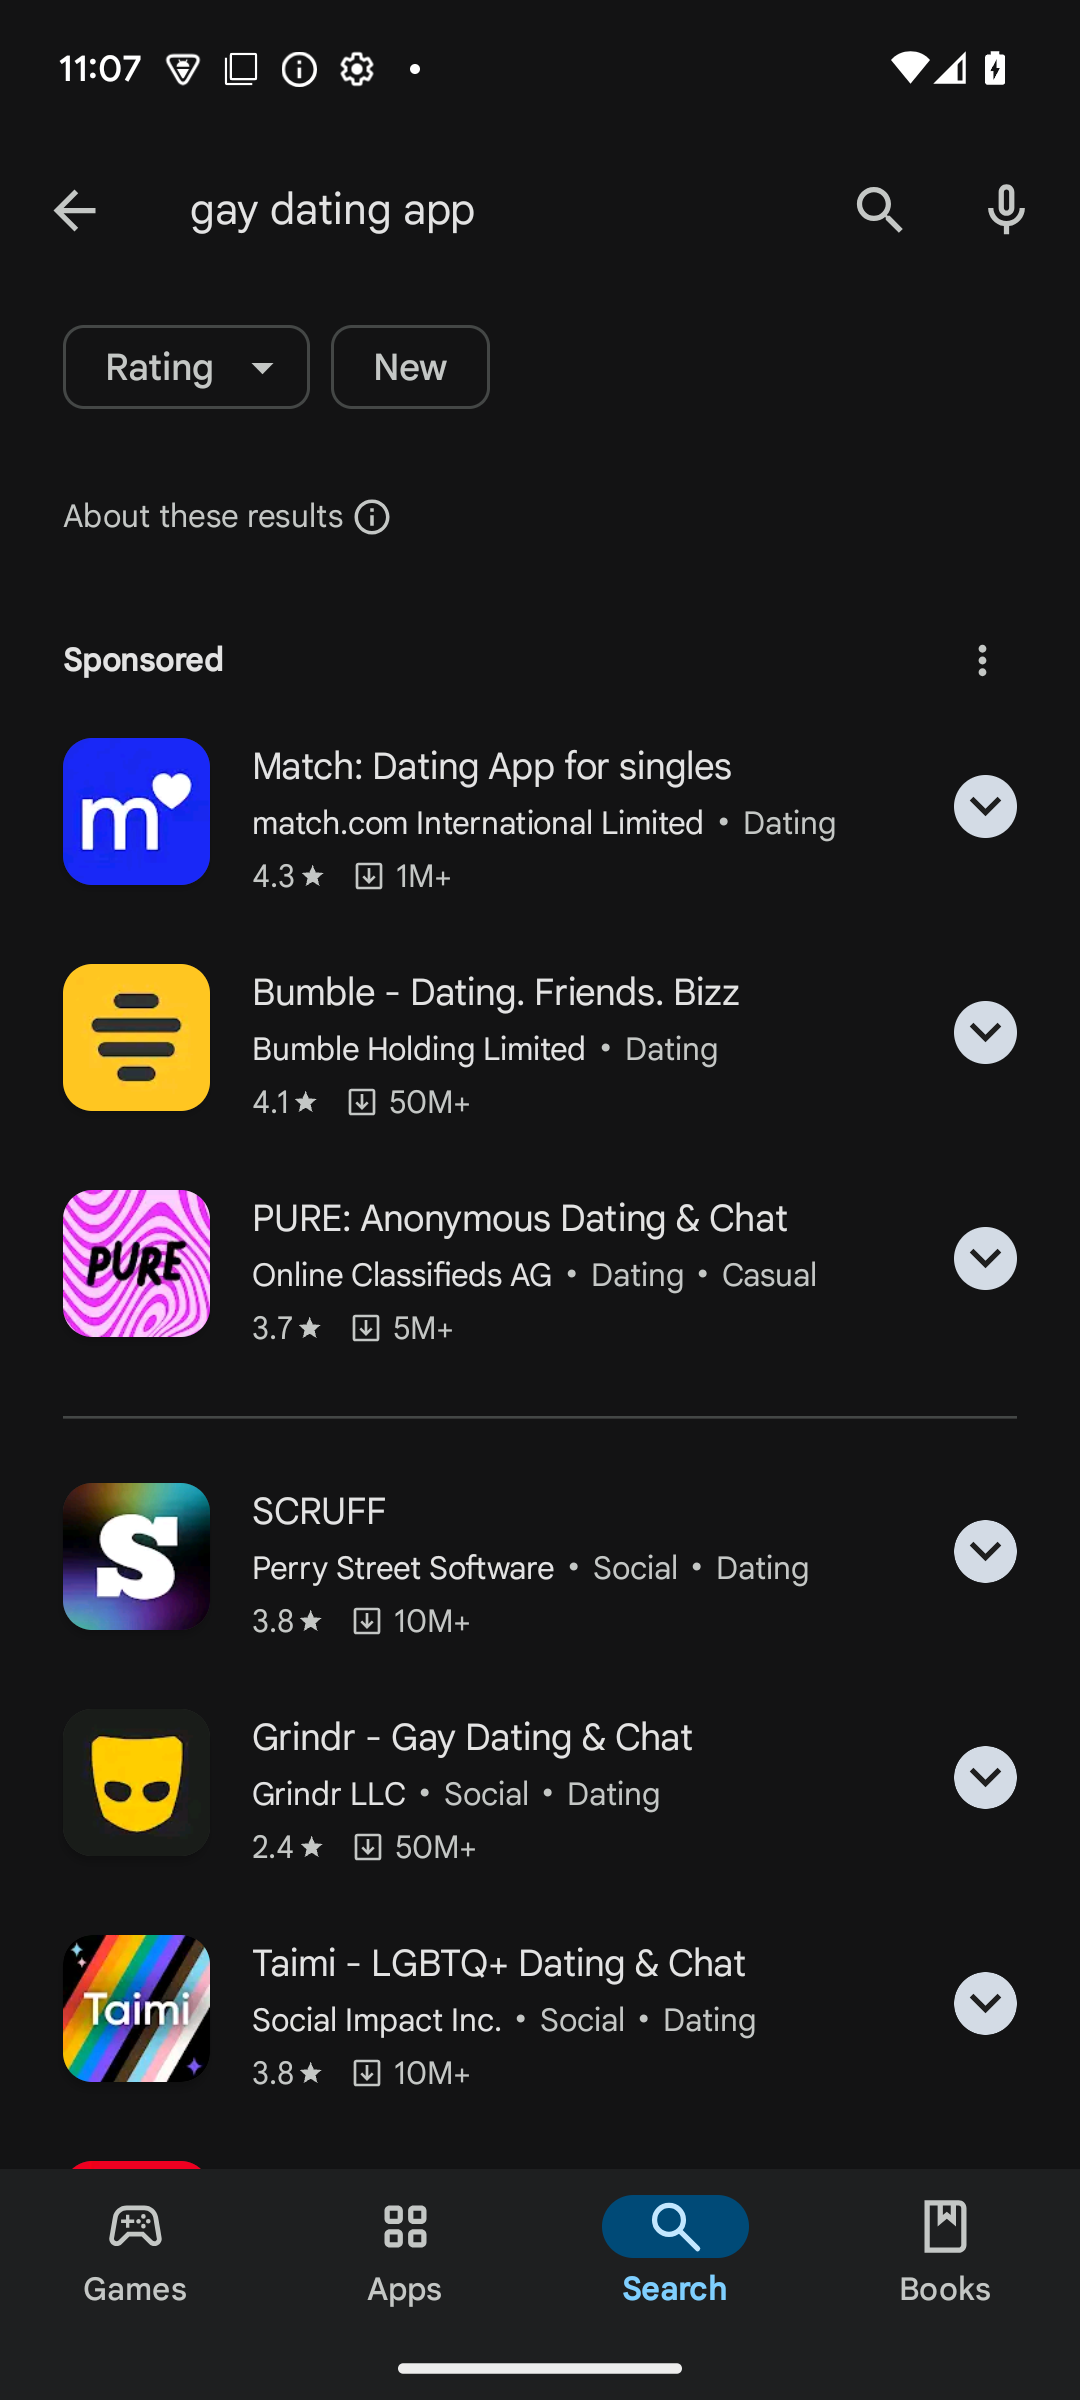 11:07
gay dating app
Rating
New
About these results
Sponsored
m
Match: Dating App for singles
match.com International Limited • Dating
4.3★ 1M+
Bumble - Dating. Friends. Bizz
Bumble Holding Limited • Dating
4.1★ 50M+
PURE
PURE: Anonymous Dating & Chat
Online Classifieds AG • Dating • Casual
3.7★ 5M+
S
SCRUFF
Perry Street Software • Social • Dating
3.8★ 10M+
Grindr - Gay Dating & Chat
Grindr LLC • Social • Dating
2.4★ 50M+
Taimi
Taimi - LGBTQ+ Dating & Chat
Social Impact Inc. • Social • Dating
3.8★ 10M+
Games
Apps
Search
Books